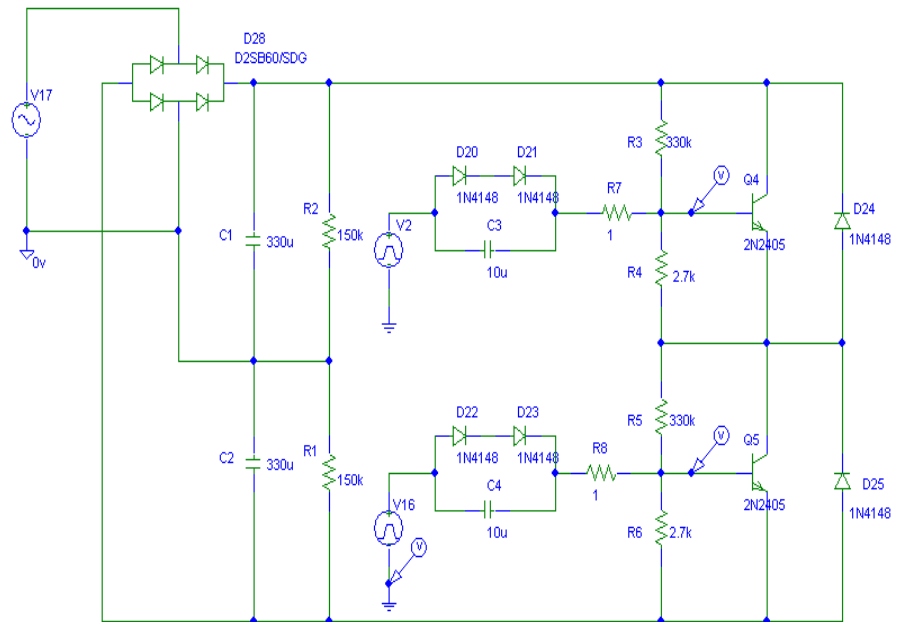 D28
D2SB60/SDG
V17
0v
C1
330u
R2
150k
D20
D21
1N4148
1N4148
V2
C3
10u
R7
1
R3
330k
R4
2.7k
V
Q4
2N2405
D24
1N4148
C2
330u
R1
150k
D22
D23
1N4148
1N4148
V16
C4
10u
V
R8
1
R5
330k
R6
2.7k
V
Q5
2N2405
D25
1N4148